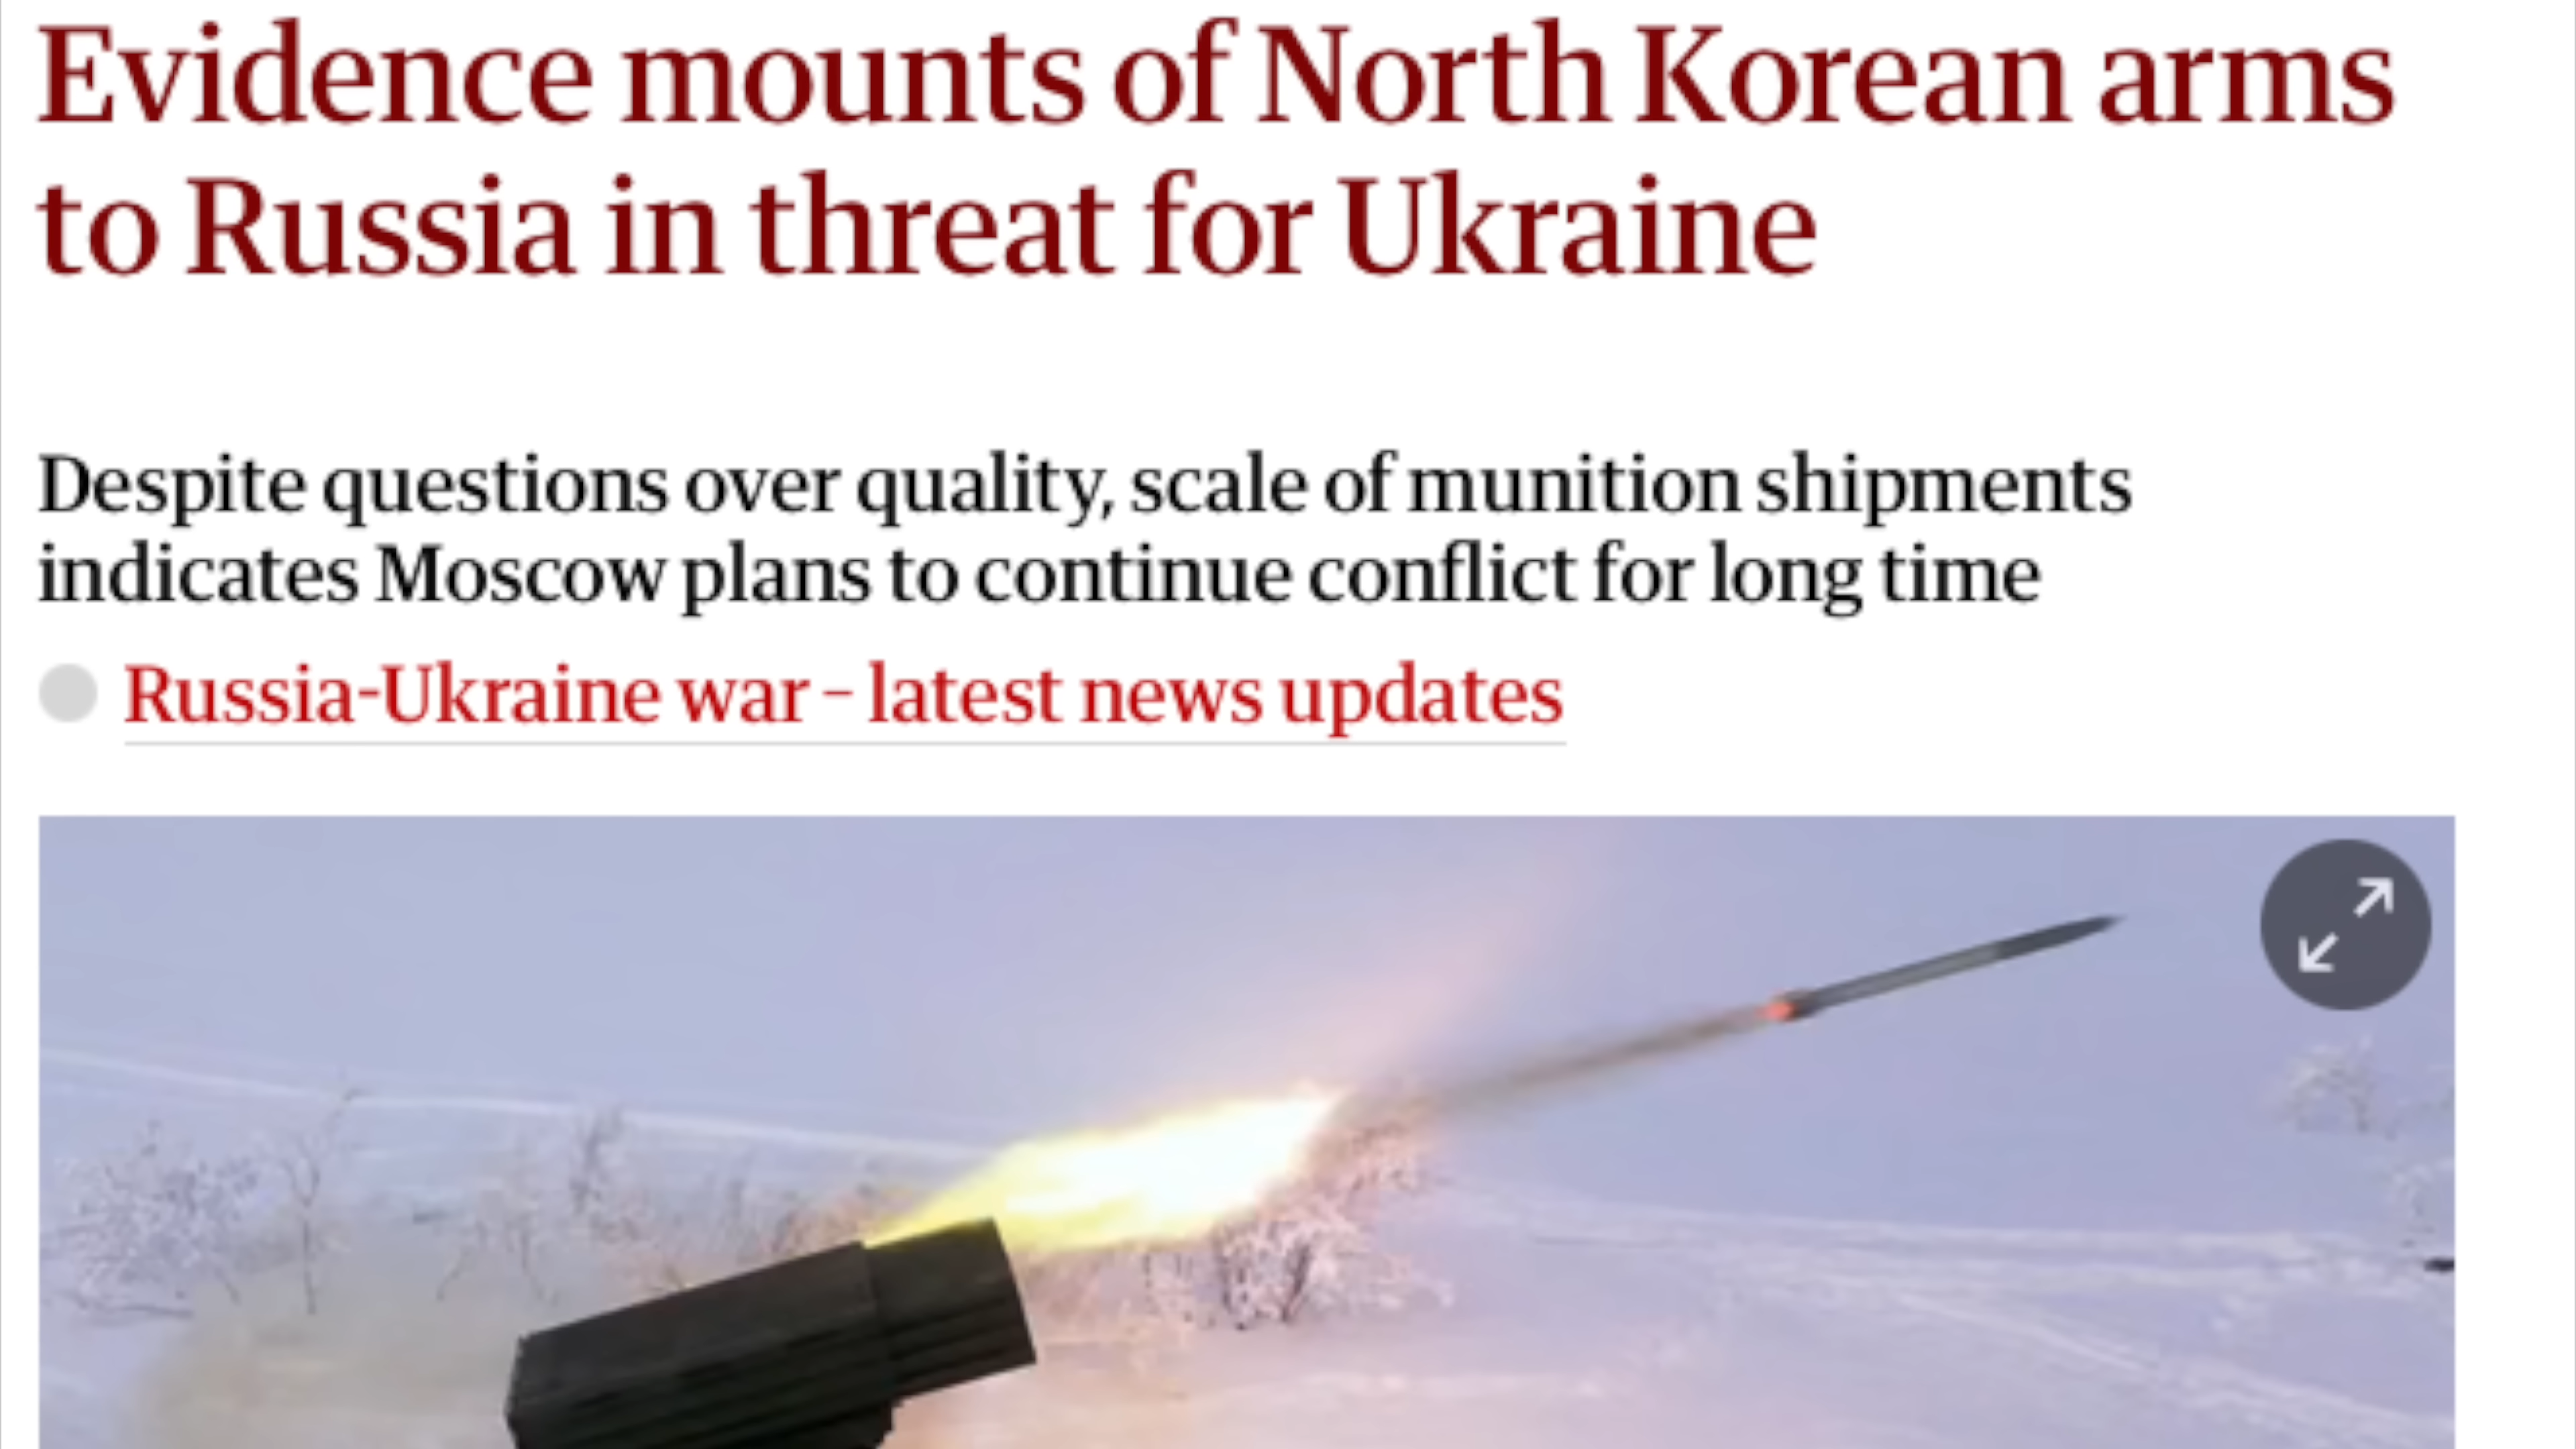 Evidence mounts of North Korean arms
to Russia in threat for Ukraine
Despite questions over quality, scale of munition shipments
indicates Moscow plans to continue conflict for long time
Russia-Ukraine war – latest news updates